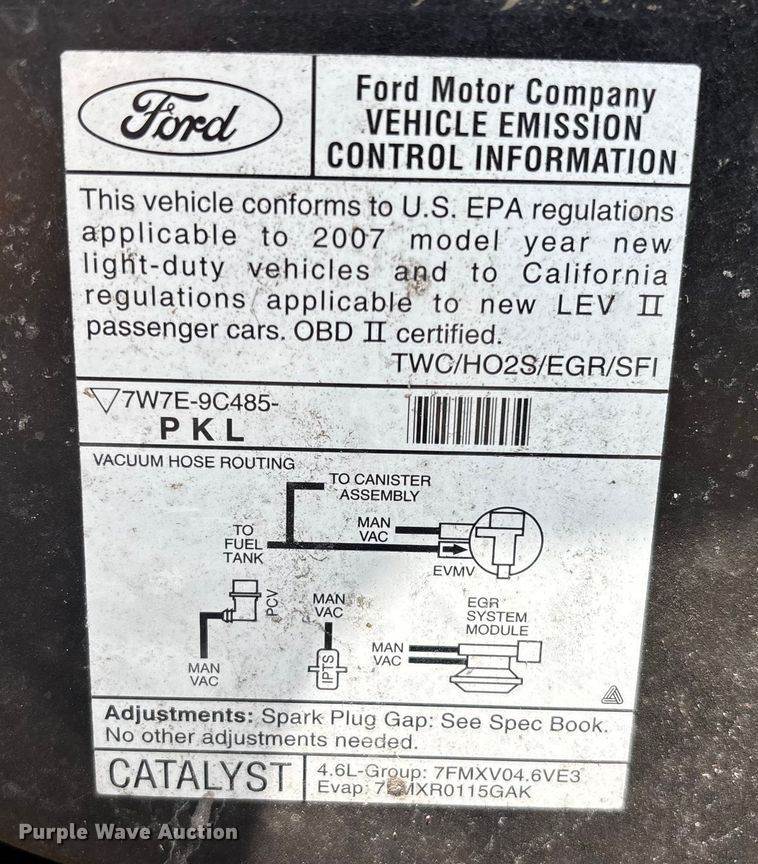 Ford
Ford Motor Company
VEHICLE EMISSION
CONTROL INFORMATION
This vehicle conforms to U.S. EPA regulations
applicable to 2007 model year new
light-duty vehicles and to California
regulations applicable to new LEV II
passenger cars. OBD II certified.
TWC/HO2S/EGR/SFI
7W7E-9C485-
PKL
VACUUM HOSE ROUTING
TO CANISTER
ASSEMBLY
TO
FUEL
TANK
MAN
VAC
EVMV
PCV
MAN
VAC
MAN
VAC
IPTS
EGR
SYSTEM
MODULE
MAN
VAC
Adjustments: Spark Plug Gap: See Spec Book.
No other adjustments needed.
CATALYST
4.6L-Group: 7FMXV04.6VE3
Evap: 7FMXR0115GAK
Purple Wave Auction